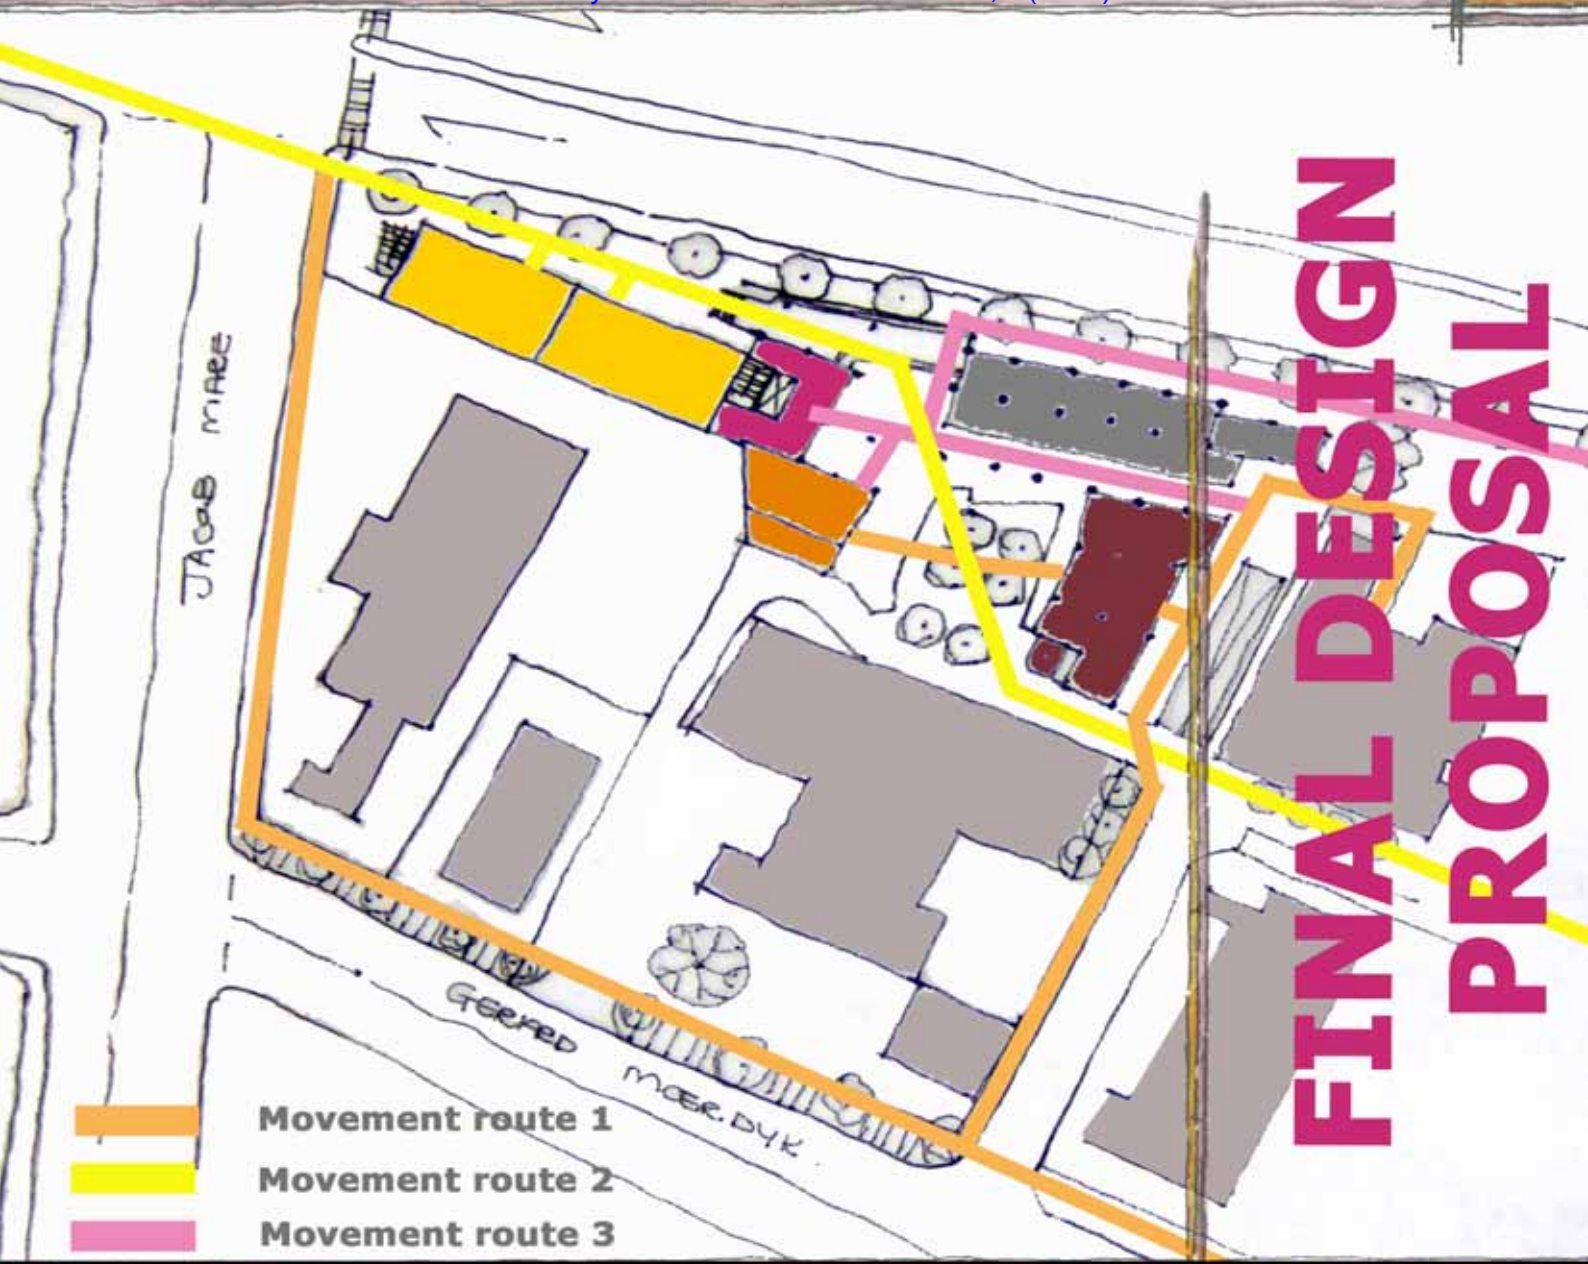 FINAL DESIGN
PROPOSAL
JACOB MARE
GERARD MOERDYK.
Movement route 1
Movement route 2
Movement route 3